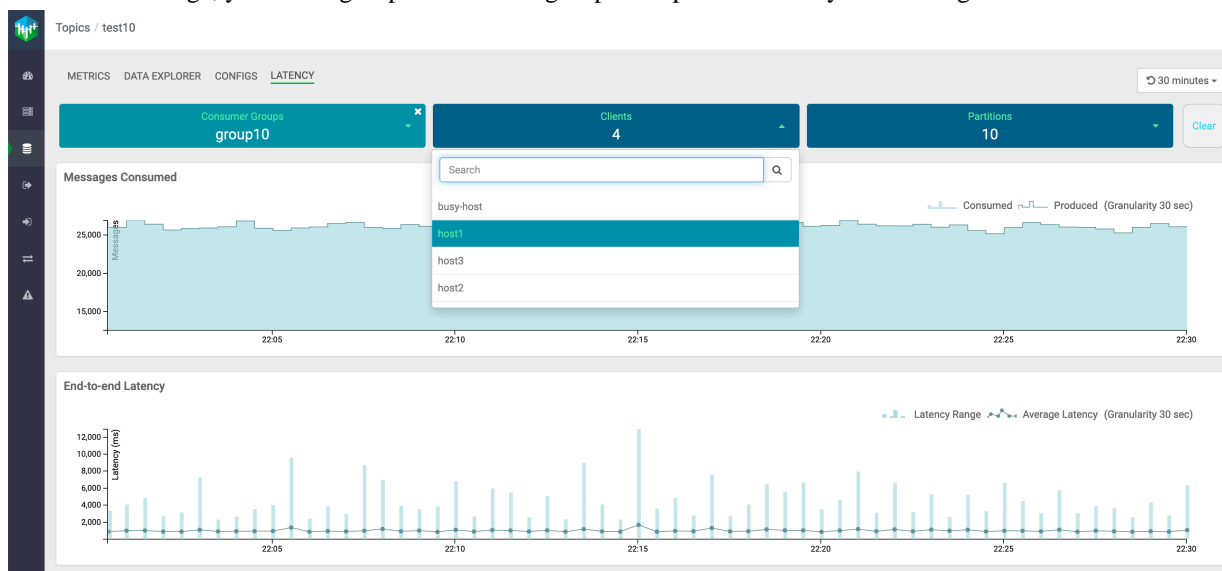 Topics / test10
METRICS DATA EXPLORER CONFIGS LATENCY
30 minutes
Consumer Groups
group10
Clients
4
Partitions
10
Clear
Search
busy-host
host1
host3
host2
Messages Consumed
Consumed Produced (Granularity 30 sec)
Messages
25,000
20,000
15,000
22:05 22:10 22:15 22:20 22:25 22:30
End-to-end Latency
Latency Range Average Latency (Granularity 30 sec)
Latency (ms)
12,000
10,000
8,000
6,000
4,000
2,000
22:05 22:10 22:15 22:20 22:25 22:30